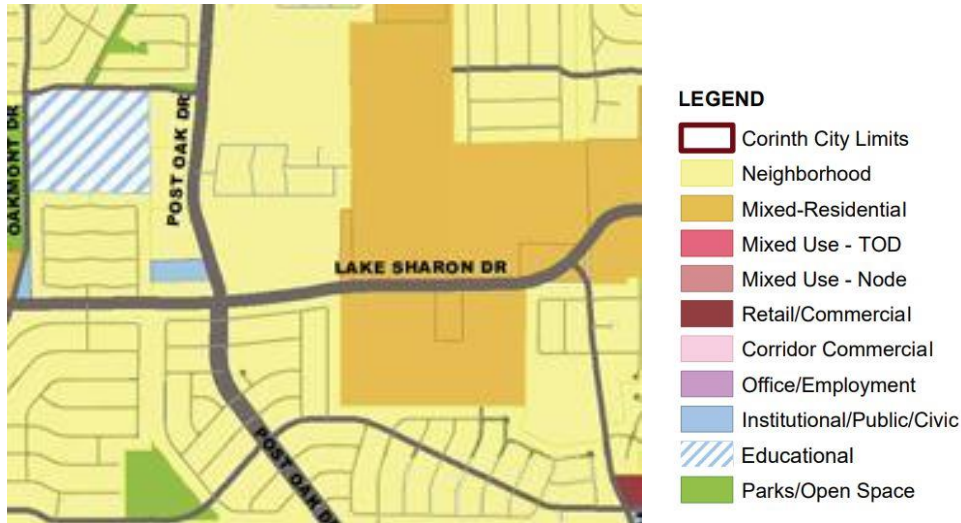 OAKMONT DR
POST OAK DR
LAKE SHARON DR
POST OAK DR
LEGEND
Corinth City Limits
Neighborhood
Mixed-Residential
Mixed Use - TOD
Mixed Use - Node
Retail/Commercial
Corridor Commercial
Office/Employment
Institutional/Public/Civic
Educational
Parks/Open Space